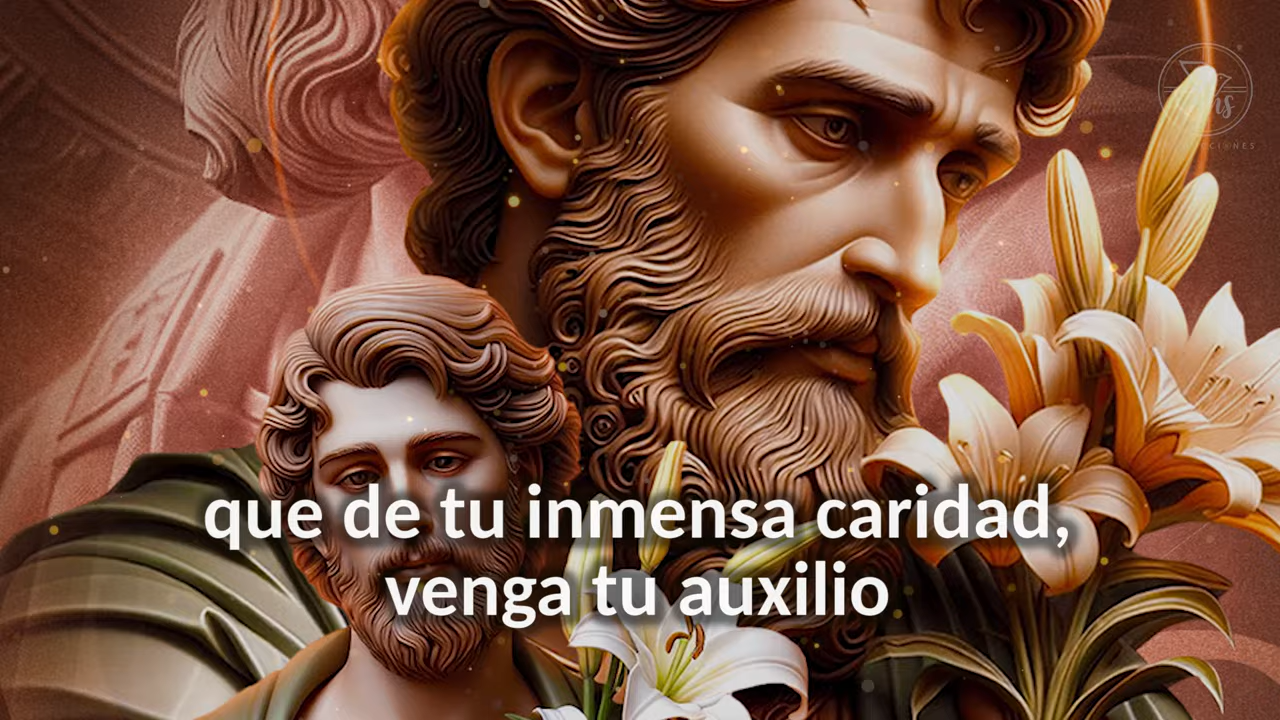 que de tu inmensa caridad,
venga tu auxilio